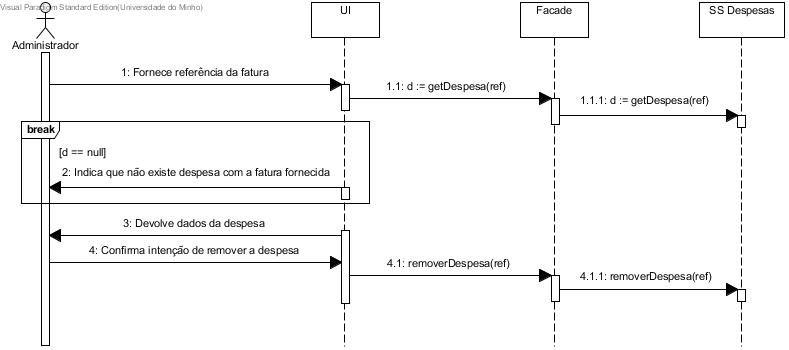 Visual Paradigm Standard Edition(Universidade do Minho)
UI
Facade
SS Despesas
Administrador
1: Fornece referência da fatura
1.1: d := getDespesa(ref)
1.1.1: d := getDespesa(ref)
break
[d == null]
2: Indica que não existe despesa com a fatura fornecida
3: Devolve dados da despesa
4: Confirma intenção de remover a despesa
4.1: removerDespesa(ref)
4.1.1: removerDespesa(ref)